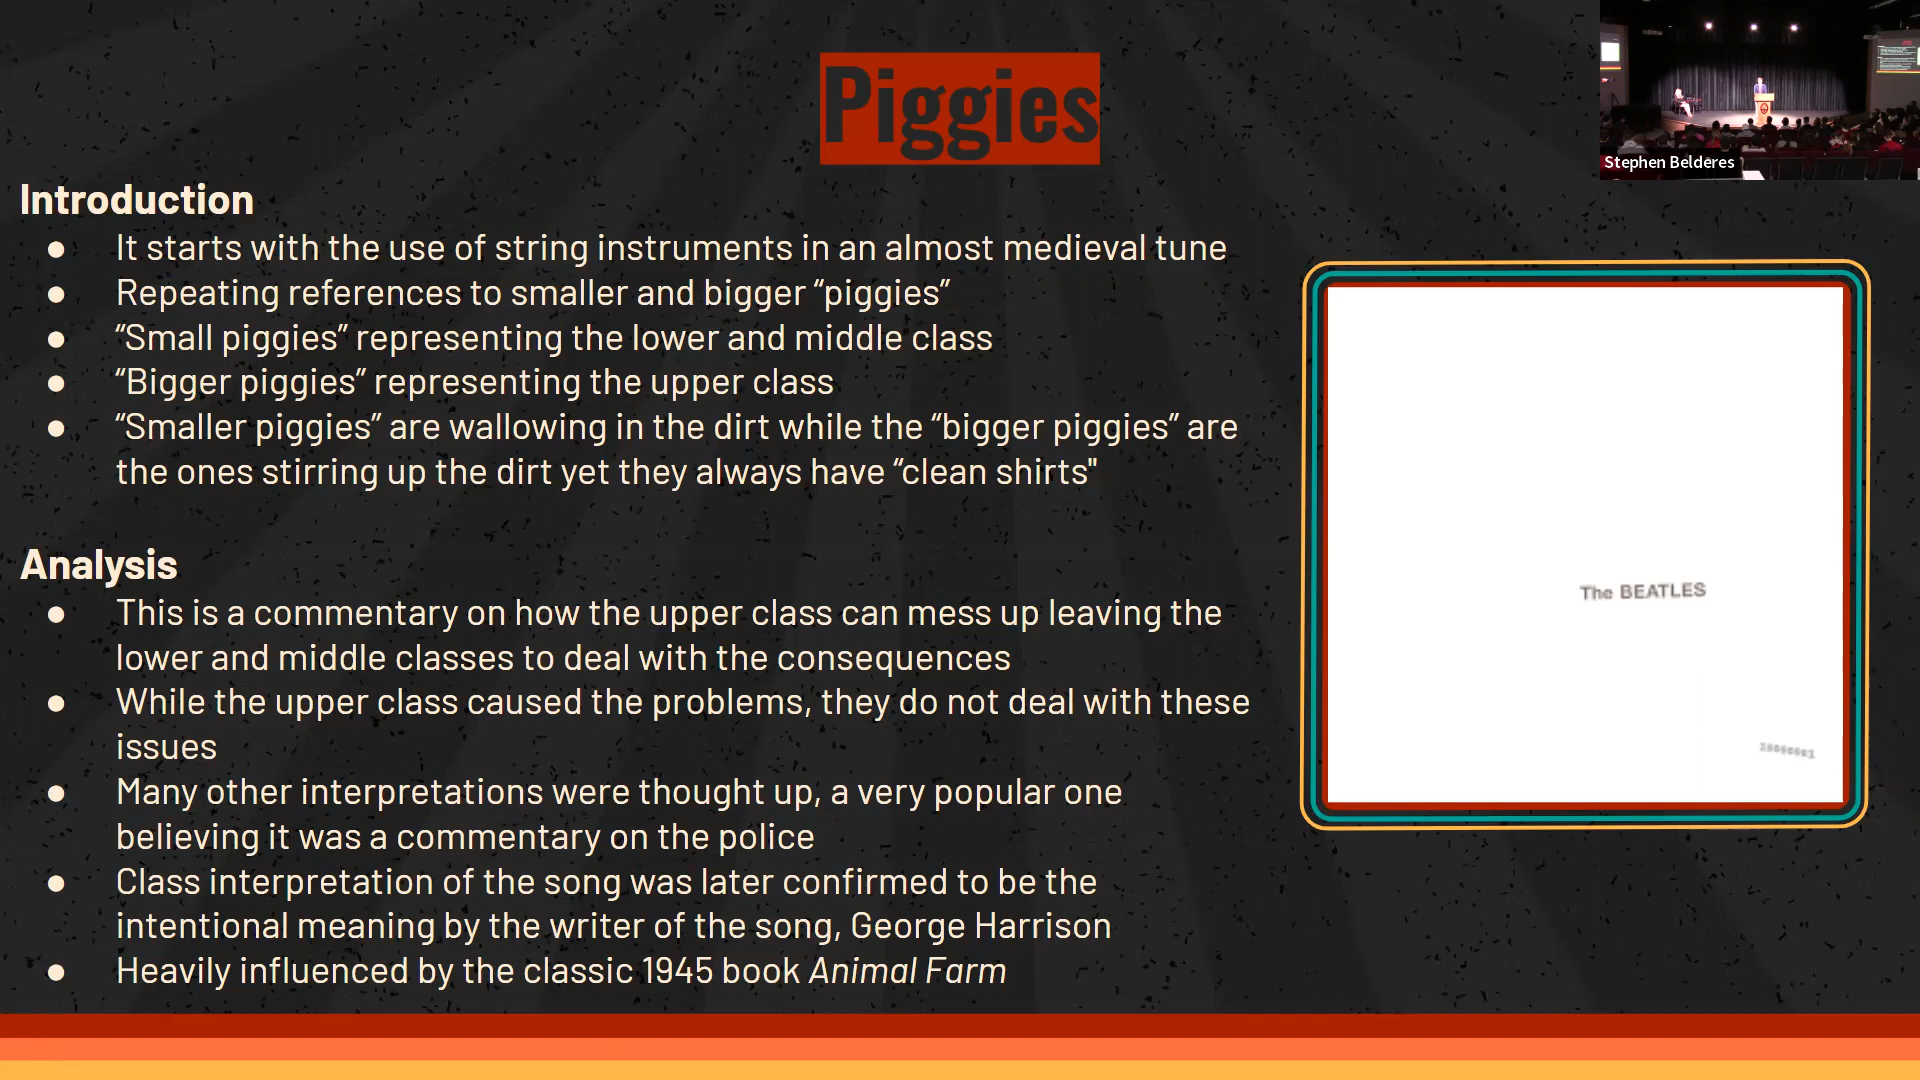 Piggies
Stephen Belderes
Introduction
● It starts with the use of string instruments in an almost medieval tune
● Repeating references to smaller and bigger “piggies”
● “Small piggies” representing the lower and middle class
● “Bigger piggies” representing the upper class
● “Smaller piggies” are wallowing in the dirt while the “bigger piggies” are
the ones stirring up the dirt yet they always have “clean shirts"
The BEATLES
Analysis
● This is a commentary on how the upper class can mess up leaving the
lower and middle classes to deal with the consequences
● While the upper class caused the problems, they do not deal with these
issues
● Many other interpretations were thought up, a very popular one
believing it was a commentary on the police
● Class interpretation of the song was later confirmed to be the
intentional meaning by the writer of the song, George Harrison
● Heavily influenced by the classic 1945 book Animal Farm